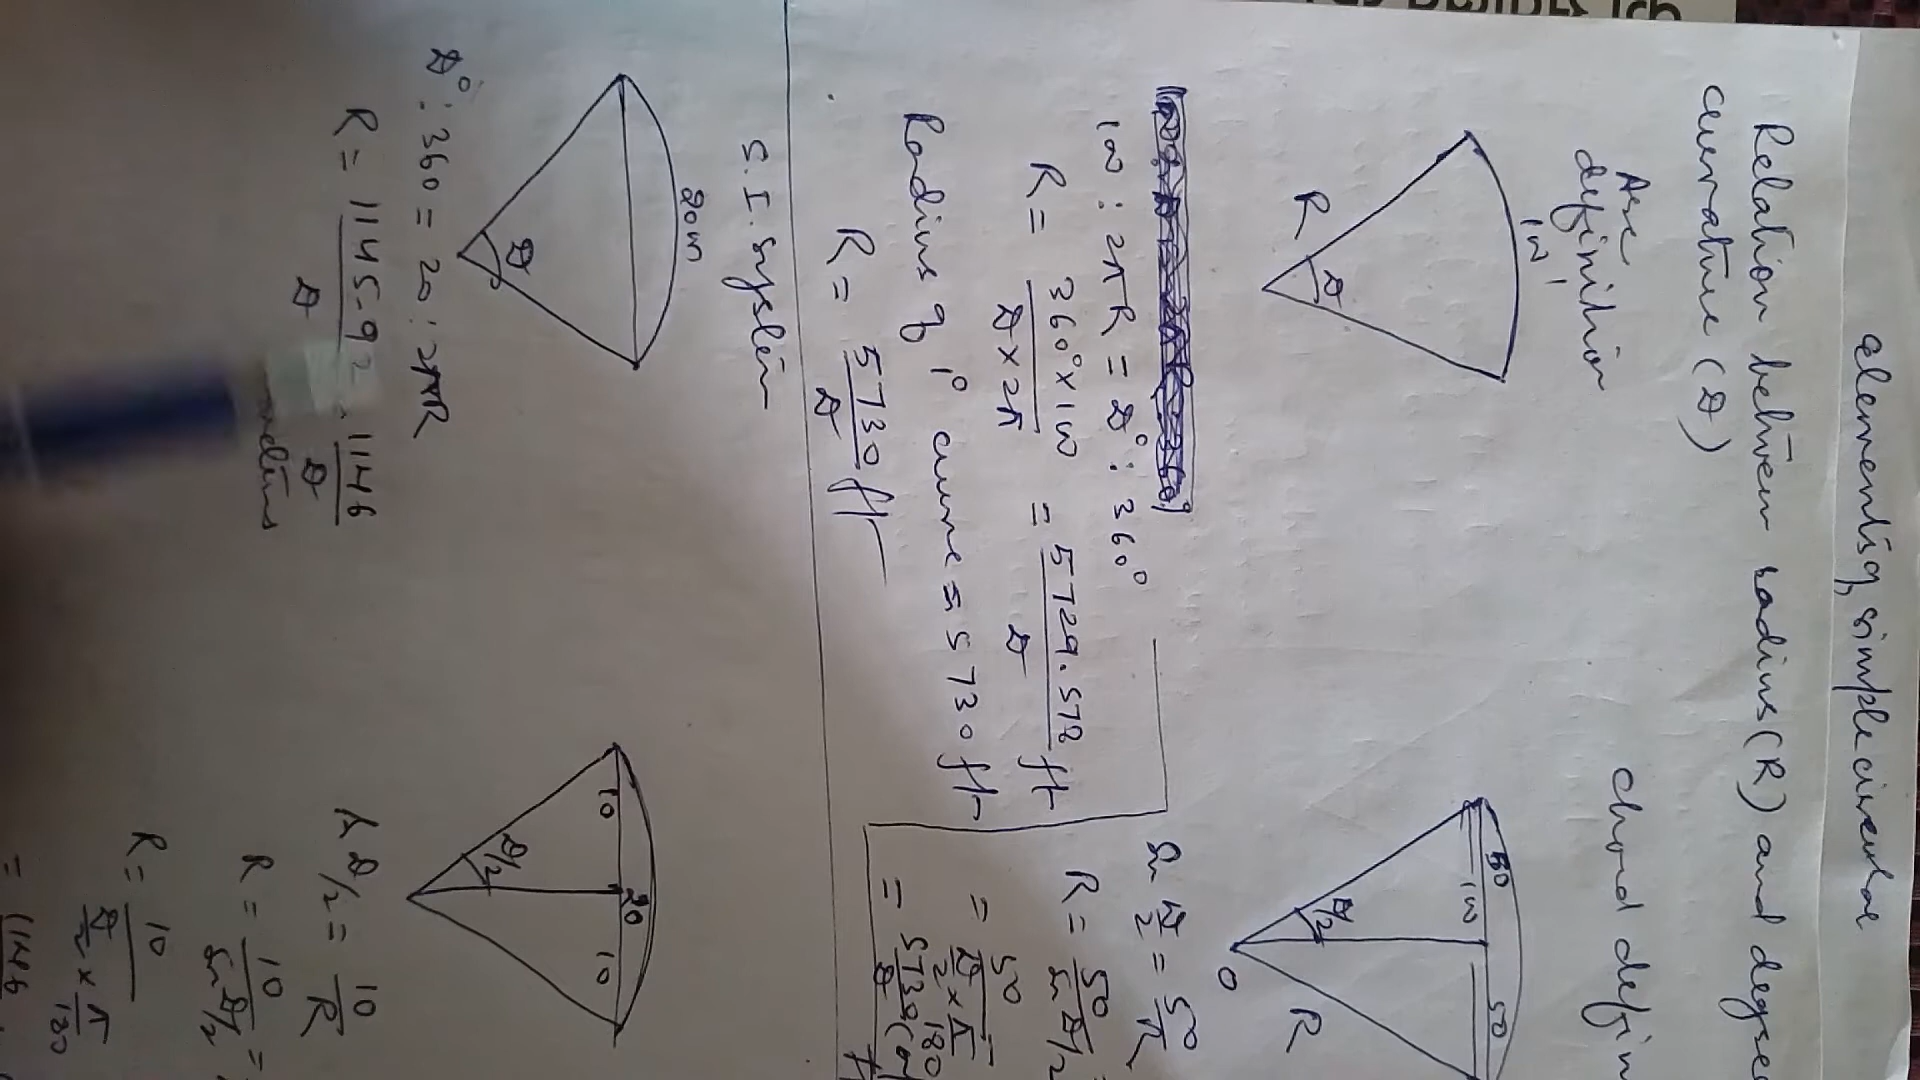 elements of simple circular
Relation between radius (R) and degree
curvature (D)
Arc
definition
100'
R
D
100 : 2πR = D° : 360°
R = 360° × 100 / D × 2π = 5729.578 / D ft
Radius of 1° curve = 5730 ft
R = 5730 / D ft
chord defin
50
100
50
D/2
O
R
Sin D/2 = 50/R
R = 50 / Sin D/2
= 50 / D/2 × π/180
= 5730 / D
S.I. System
20m
D
D° : 360 = 20 : 2πR
R = 1145.92 / D . 1146 / D
10
20
10
D/2
D/2 = 10/R
R = 10 / Sin D/2 =
R = 10 / D/2 × π/180
= 1146